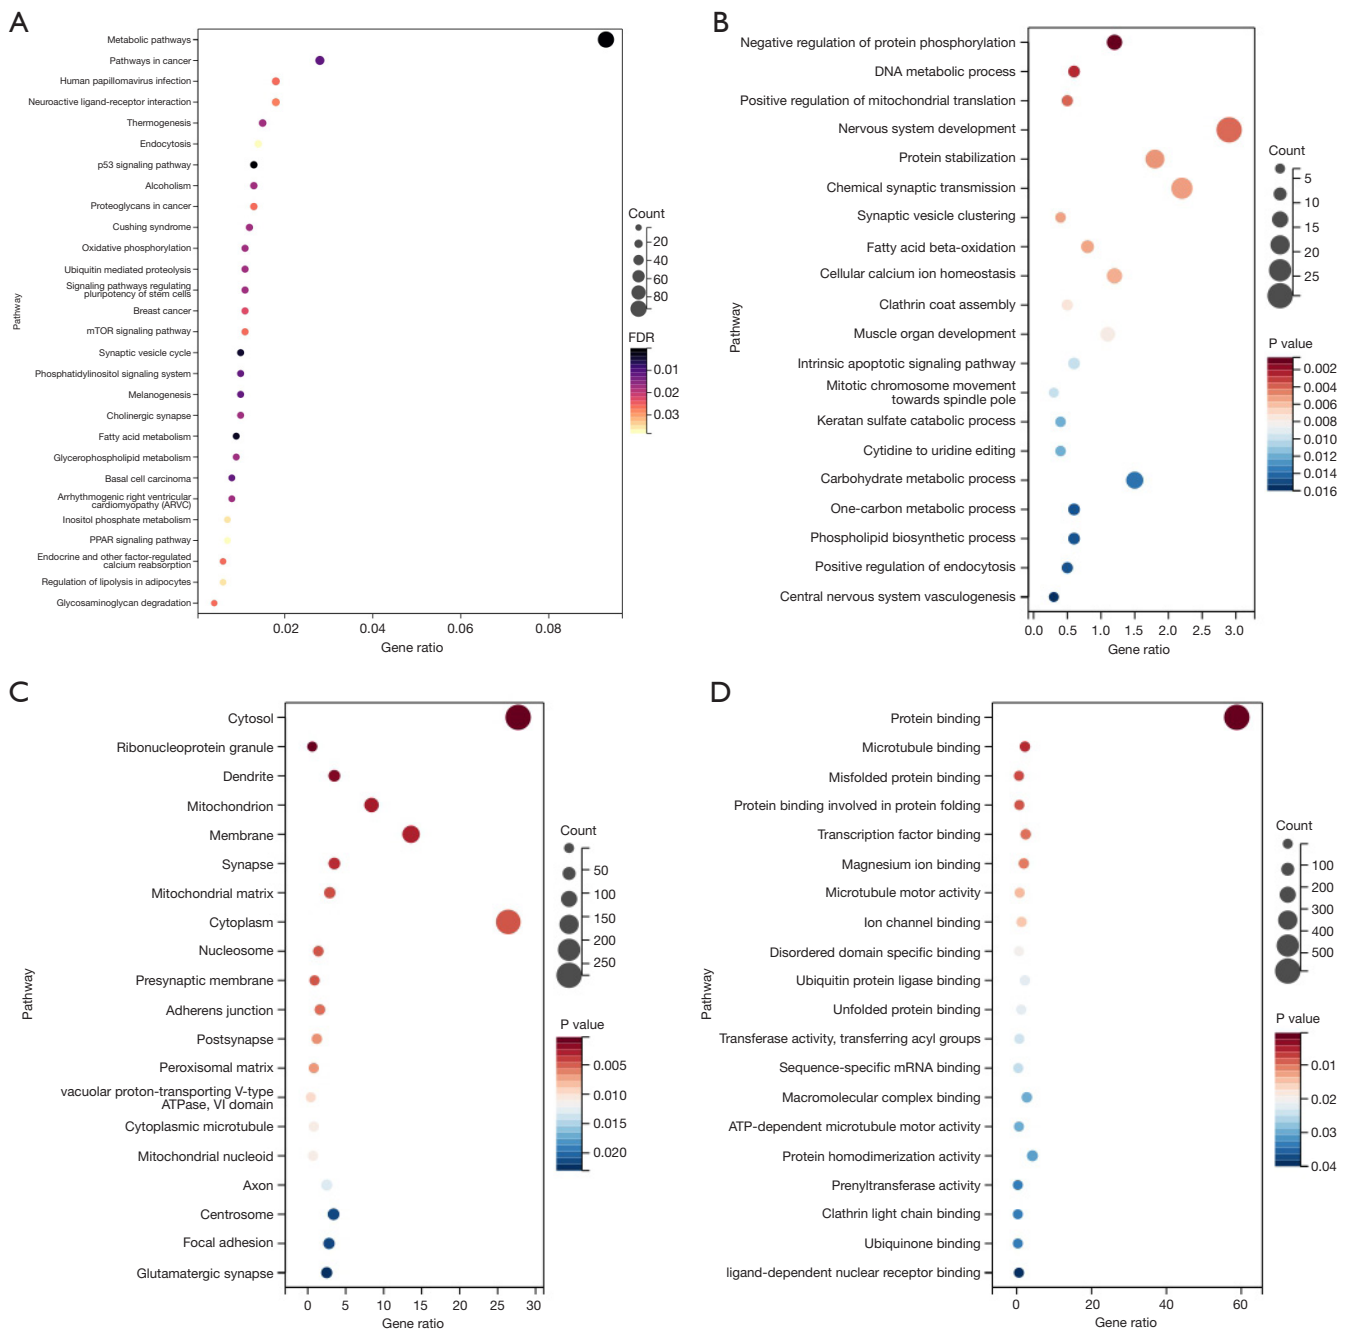 A
Metabolic pathways
Pathways in cancer
Human papillomavirus infection
Neuroactive ligand-receptor interaction
Thermogenesis
Endocytosis
p53 signaling pathway
Alcoholism
Proteoglycans in cancer
Cushing syndrome
Oxidative phosphorylation
Ubiquitin mediated proteolysis
Signaling pathways regulating
pluripotency of stem cells
Breast cancer
mTOR signaling pathway
Synaptic vesicle cycle
Phosphatidylinositol signaling system
Melanogenesis
Cholinergic synapse
Fatty acid metabolism
Glycerophospholipid metabolism
Basal cell carcinoma
Arrhythmogenic right ventricular
cardiomyopathy (ARVC)
Inositol phosphate metabolism
PPAR signaling pathway
Endocrine and other factor-regulated
calcium reabsorption
Regulation of lipolysis in adipocytes
Glycosaminoglycan degradation
Pathway
0.02 0.04 0.06 0.08
Gene ratio
Count
20
40
60
80
FDR
0.01
0.02
0.03
B
Negative regulation of protein phosphorylation
DNA metabolic process
Positive regulation of mitochondrial translation
Nervous system development
Protein stabilization
Chemical synaptic transmission
Synaptic vesicle clustering
Fatty acid beta-oxidation
Cellular calcium ion homeostasis
Clathrin coat assembly
Muscle organ development
Intrinsic apoptotic signaling pathway
Mitotic chromosome movement
towards spindle pole
Keratan sulfate catabolic process
Cytidine to uridine editing
Carbohydrate metabolic process
One-carbon metabolic process
Phospholipid biosynthetic process
Positive regulation of endocytosis
Central nervous system vasculogenesis
Pathway
0.0 0.5 1.0 1.5 2.0 2.5 3.0
Gene ratio
Count
5
10
15
20
25
P value
0.002
0.004
0.006
0.008
0.010
0.012
0.014
0.016
C
Cytosol
Ribonucleoprotein granule
Dendrite
Mitochondrion
Membrane
Synapse
Mitochondrial matrix
Cytoplasm
Nucleosome
Presynaptic membrane
Adherens junction
Postsynapse
Peroxisomal matrix
vacuolar proton-transporting V-type
ATPase, VI domain
Cytoplasmic microtubule
Mitochondrial nucleoid
Axon
Centrosome
Focal adhesion
Glutamatergic synapse
Pathway
0 5 10 15 20 25 30
Gene ratio
Count
50
100
150
200
250
P value
0.005
0.010
0.015
0.020
D
Protein binding
Microtubule binding
Misfolded protein binding
Protein binding involved in protein folding
Transcription factor binding
Magnesium ion binding
Microtubule motor activity
Ion channel binding
Disordered domain specific binding
Ubiquitin protein ligase binding
Unfolded protein binding
Transferase activity, transferring acyl groups
Sequence-specific mRNA binding
Macromolecular complex binding
ATP-dependent microtubule motor activity
Protein homodimerization activity
Prenyltransferase activity
Clathrin light chain binding
Ubiquinone binding
ligand-dependent nuclear receptor binding
Pathway
0 20 40 60
Gene ratio
Count
100
200
300
400
500
P value
0.01
0.02
0.03
0.04